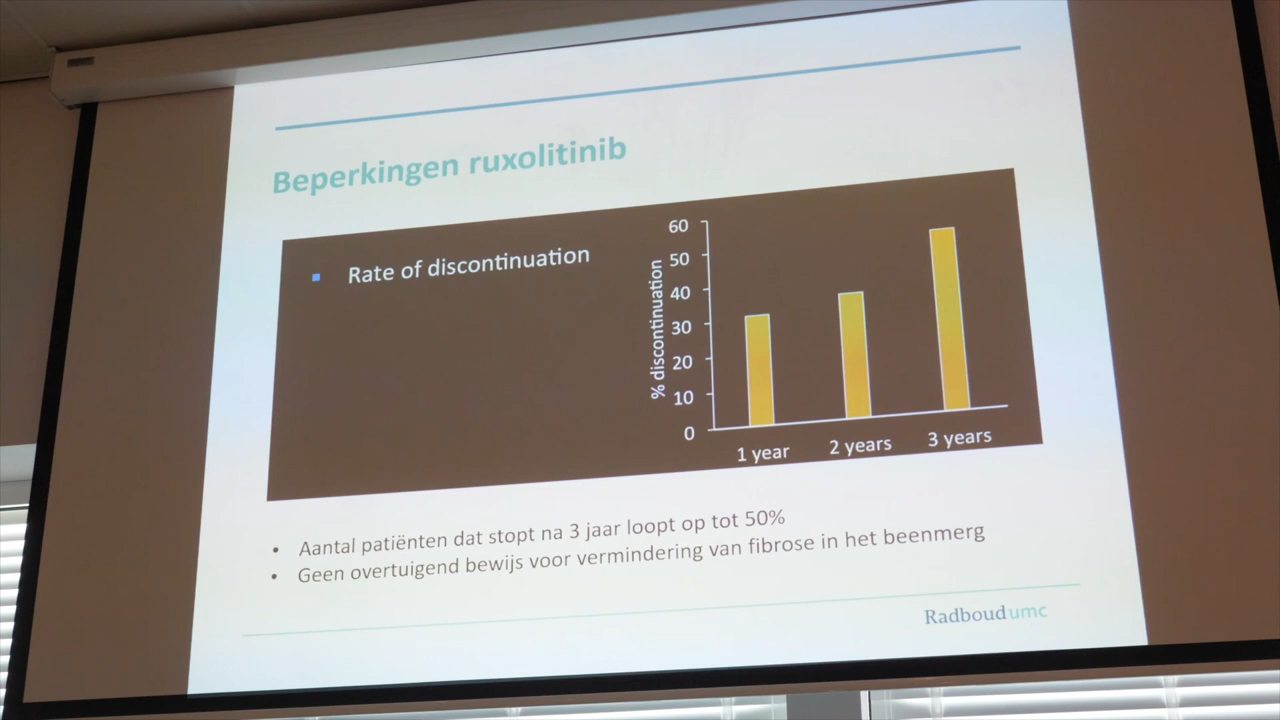 Beperkingen ruxolitinib
▪ Rate of discontinuation
% discontinuation
60
50
40
30
20
10
0
1 year
2 years
3 years
• Aantal patiënten dat stopt na 3 jaar loopt op tot 50%
• Geen overtuigend bewijs voor vermindering van fibrose in het beenmerg
Radboudumc